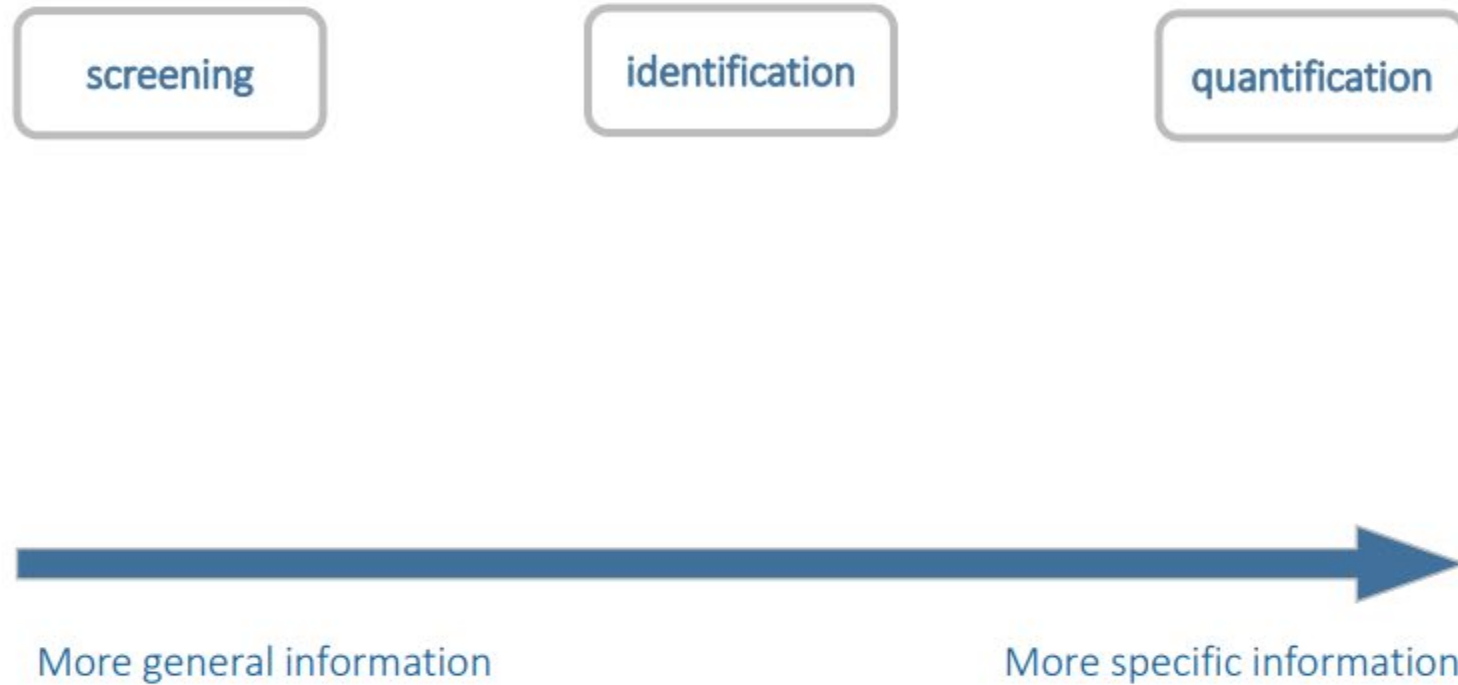 screening
identification
quantification
More general information
More specific information